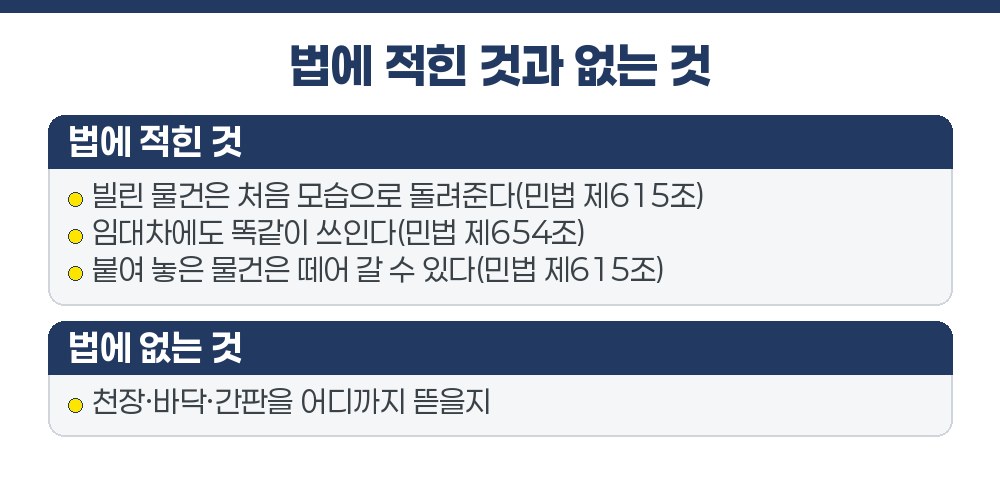 법에 적힌 것과 없는 것
법에 적힌 것
빌린 물건은 처음 모습으로 돌려준다(민법 제615조)
임대차에도 똑같이 쓰인다(민법 제654조)
붙여 놓은 물건은 떼어 갈 수 있다(민법 제615조)
법에 없는 것
천장·바닥·간판을 어디까지 뜯을지